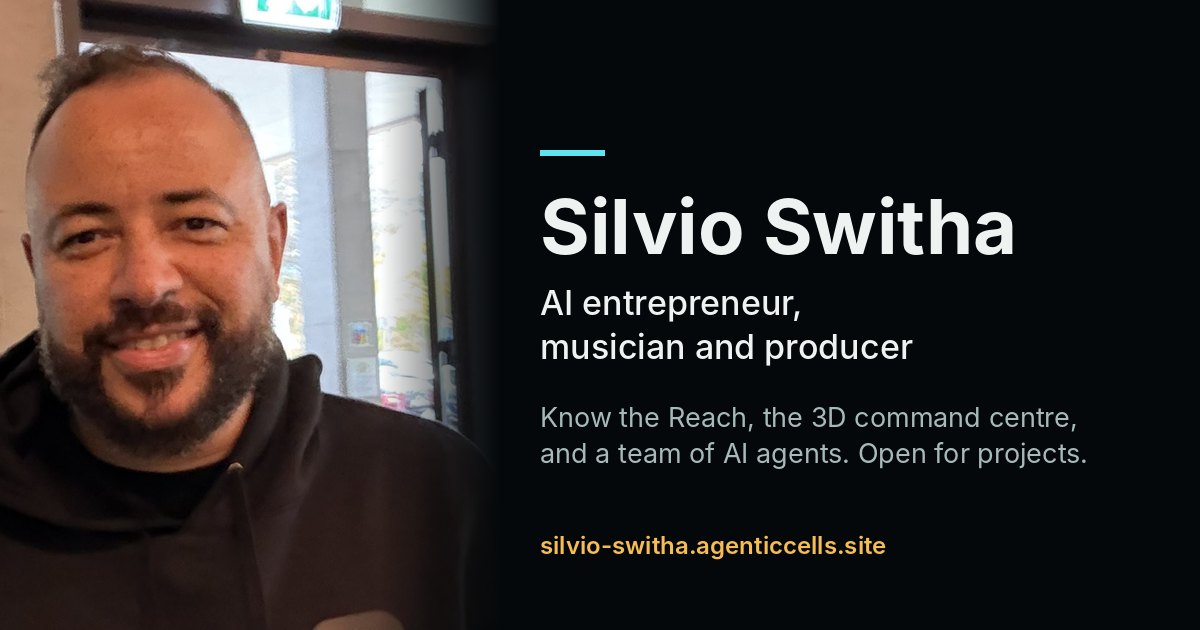 Silvio Switha
AI entrepreneur,
musician and producer
Know the Reach, the 3D command centre,
and a team of AI agents. Open for projects.
silvio-switha.agenticcells.site